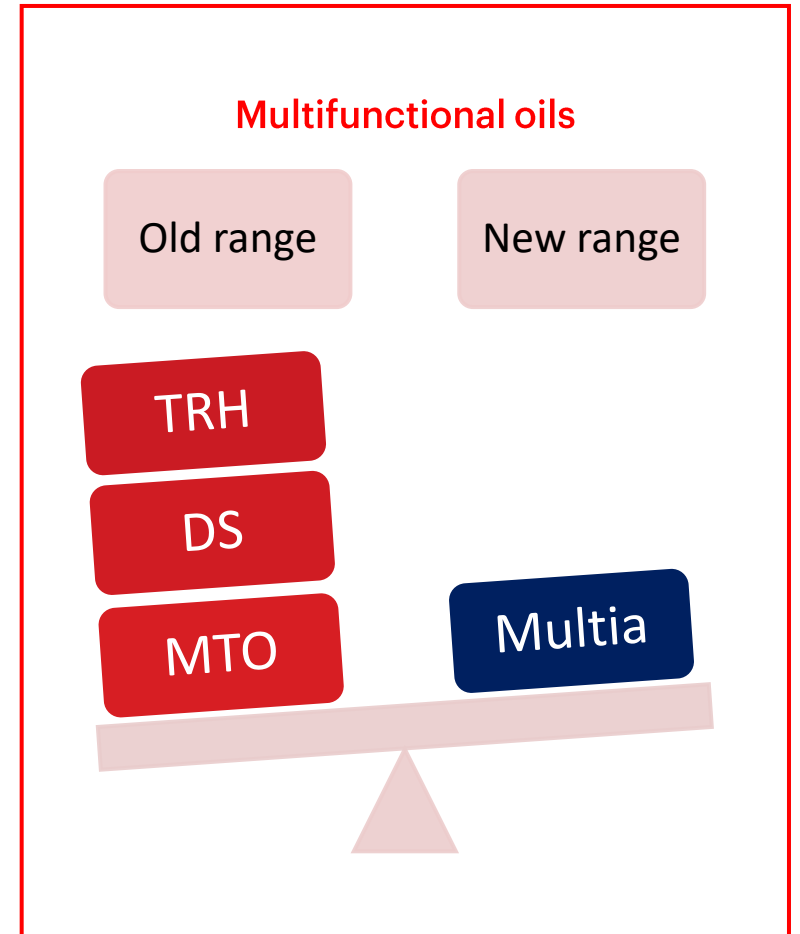 Multifunctional oils
Old range
New range
TRH
DS
MTO
Multia